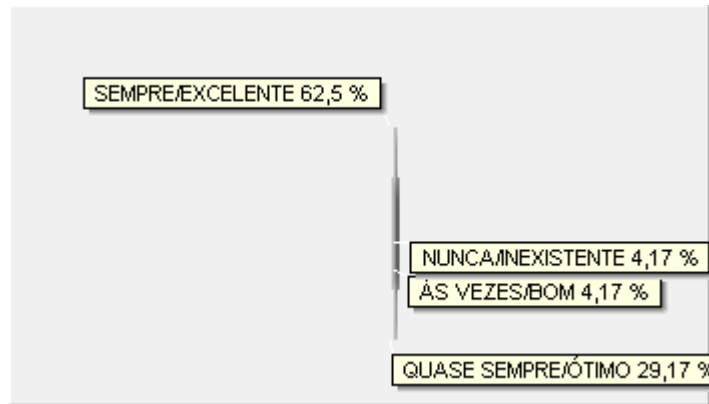 SEMPRE/EXCELENTE 62,5 %
NUNCA/INEXISTENTE 4,17 %
ÀS VEZES/BOM 4,17 %
QUASE SEMPRE/ÓTIMO 29,17 %